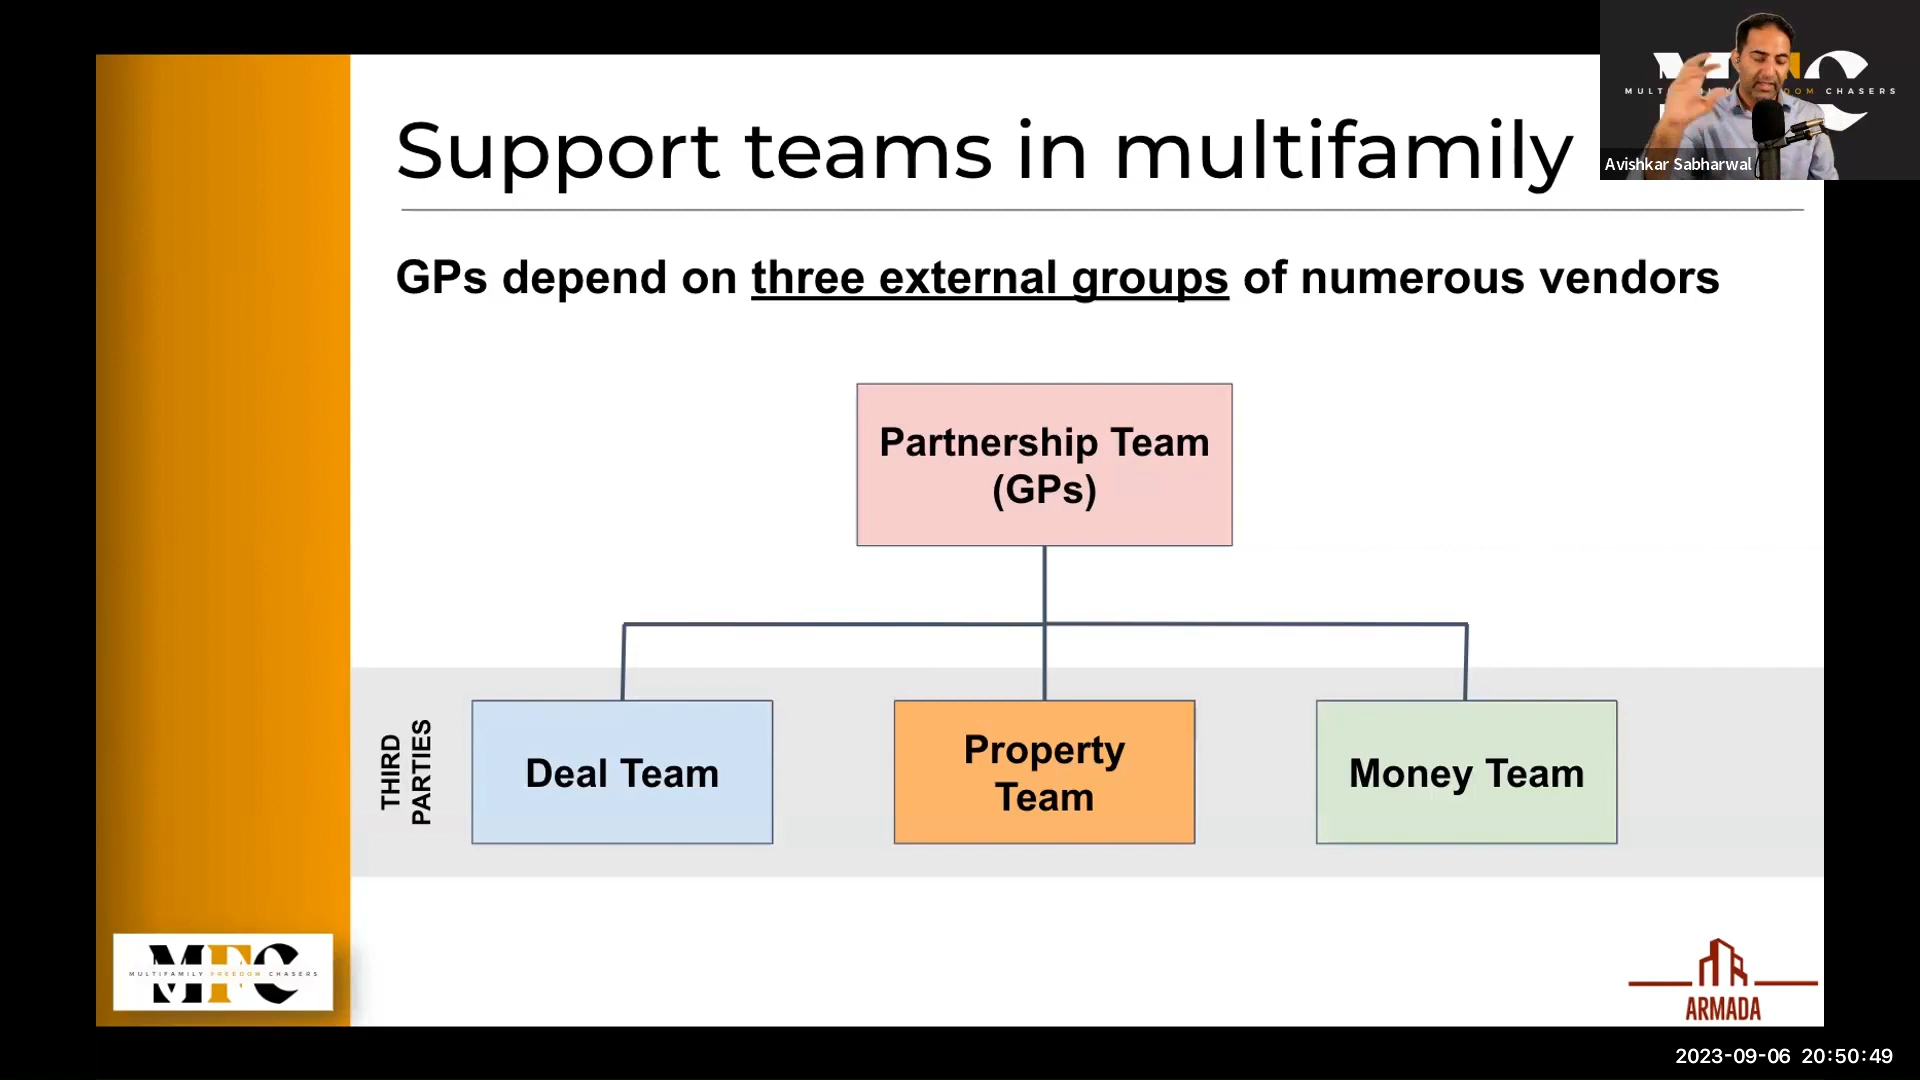 Support teams in multifamily
GPs depend on three external groups of numerous vendors
Partnership Team
(GPs)
THIRD
PARTIES
Deal Team
Property
Team
Money Team
MFC
MULTIFAMILY FREEDOM CHASERS
ARMADA
Avishkar Sabharwal
2023-09-06 20:50:49